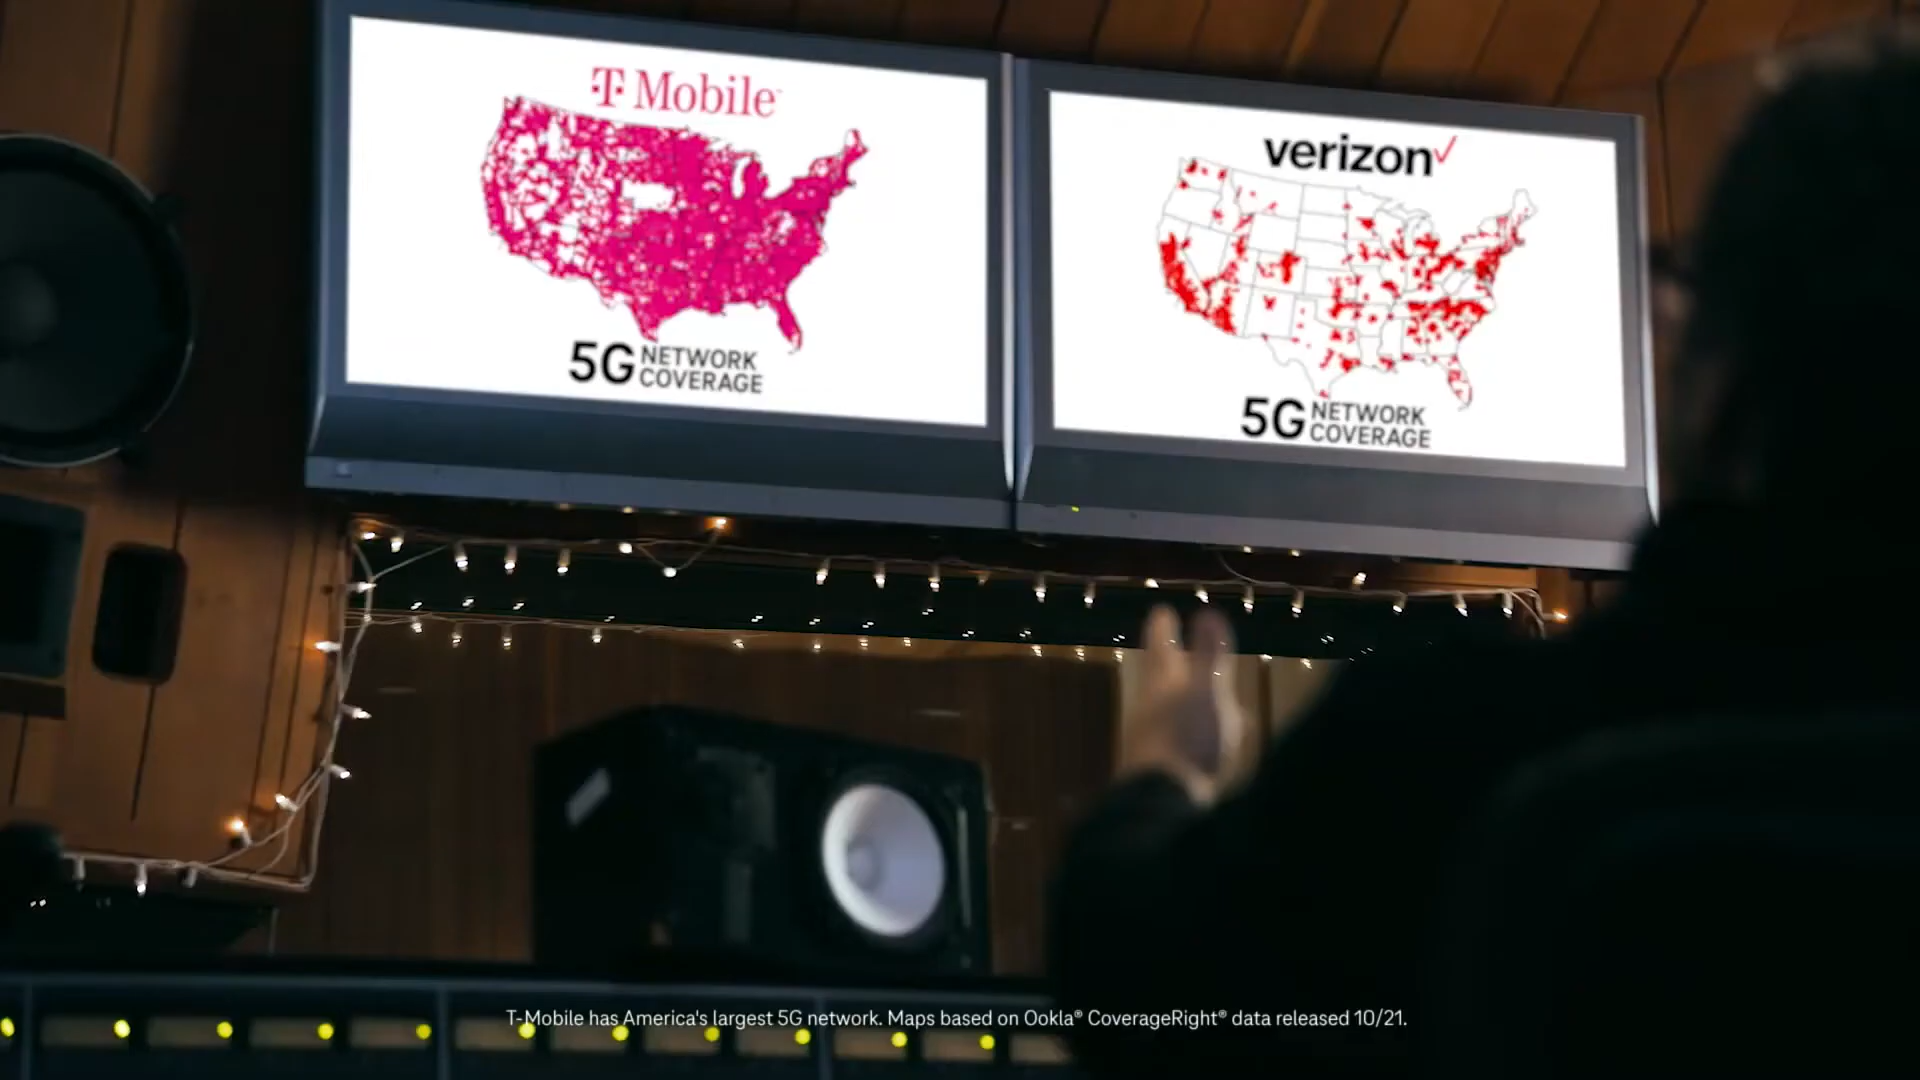 T Mobile
5G NETWORK
COVERAGE
verizon
5G NETWORK
COVERAGE
T-Mobile has America's largest 5G network. Maps based on Ookla® CoverageRight® data released 10/21.